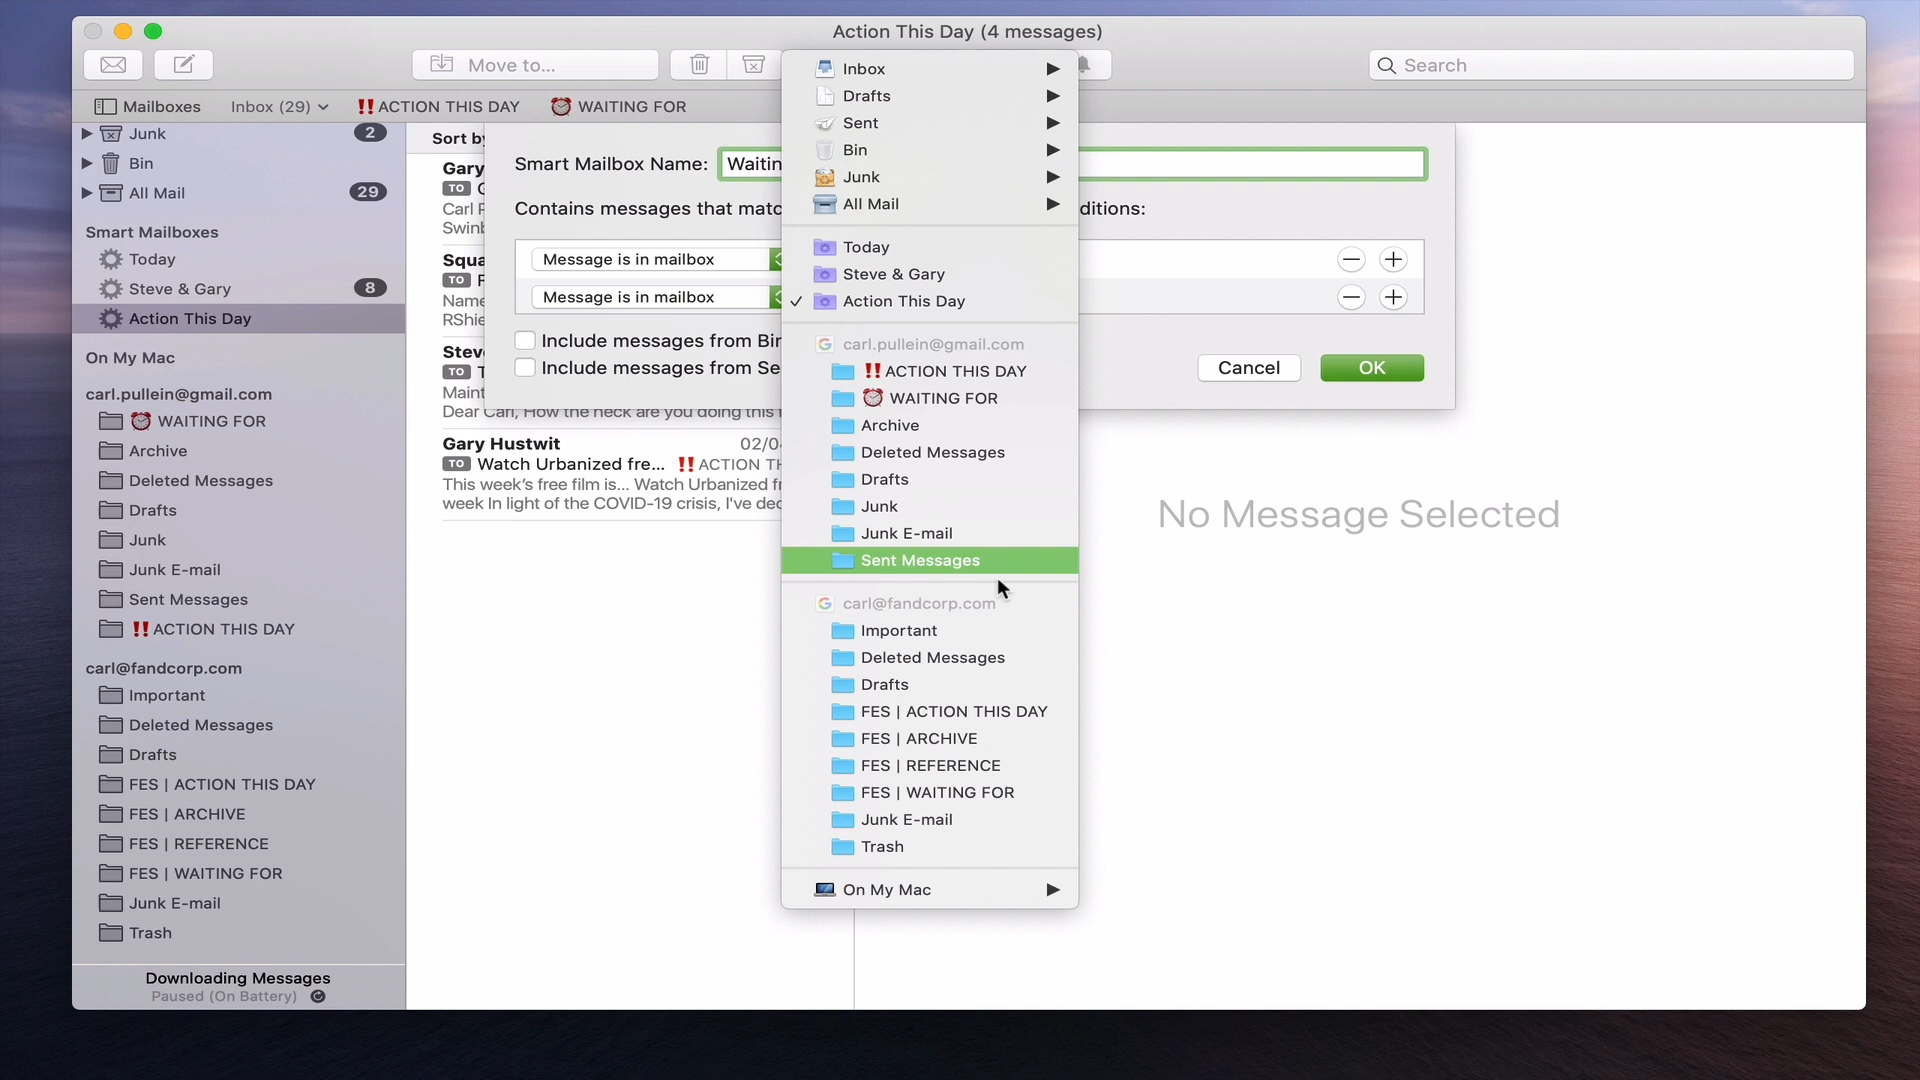 Action This Day (4 messages)
Move to...
Search
Mailboxes
Inbox (29)
‼️ACTION THIS DAY
⏰ WAITING FOR
Junk 2
Bin
All Mail 29
Smart Mailboxes
Today
Steve & Gary 8
Action This Day
On My Mac
carl.pullein@gmail.com
⏰ WAITING FOR
Archive
Deleted Messages
Drafts
Junk
Junk E-mail
Sent Messages
‼️ACTION THIS DAY
carl@fandcorp.com
Important
Deleted Messages
Drafts
FES | ACTION THIS DAY
FES | ARCHIVE
FES | REFERENCE
FES | WAITING FOR
Junk E-mail
Trash
Downloading Messages
Paused (On Battery)
Sort by
Gary
TO
Carl P
Swinb
Squa
TO F
Name
RShie
Steve
TO T
Maint
Dear Carl, How the heck are you doing this
Gary Hustwit 02/04
TO Watch Urbanized fre... ‼️ACTION TH
This week's free film is... Watch Urbanized f
week In light of the COVID-19 crisis, I've dec
Smart Mailbox Name: Waitin
Contains messages that matc
ditions:
Message is in mailbox
Message is in mailbox
Include messages from Bin
Include messages from Se
Cancel
OK
Inbox
Drafts
Sent
Bin
Junk
All Mail
Today
Steve & Gary
✓ Action This Day
carl.pullein@gmail.com
‼️ACTION THIS DAY
⏰ WAITING FOR
Archive
Deleted Messages
Drafts
Junk
Junk E-mail
Sent Messages
carl@fandcorp.com
Important
Deleted Messages
Drafts
FES | ACTION THIS DAY
FES | ARCHIVE
FES | REFERENCE
FES | WAITING FOR
Junk E-mail
Trash
On My Mac
No Message Selected